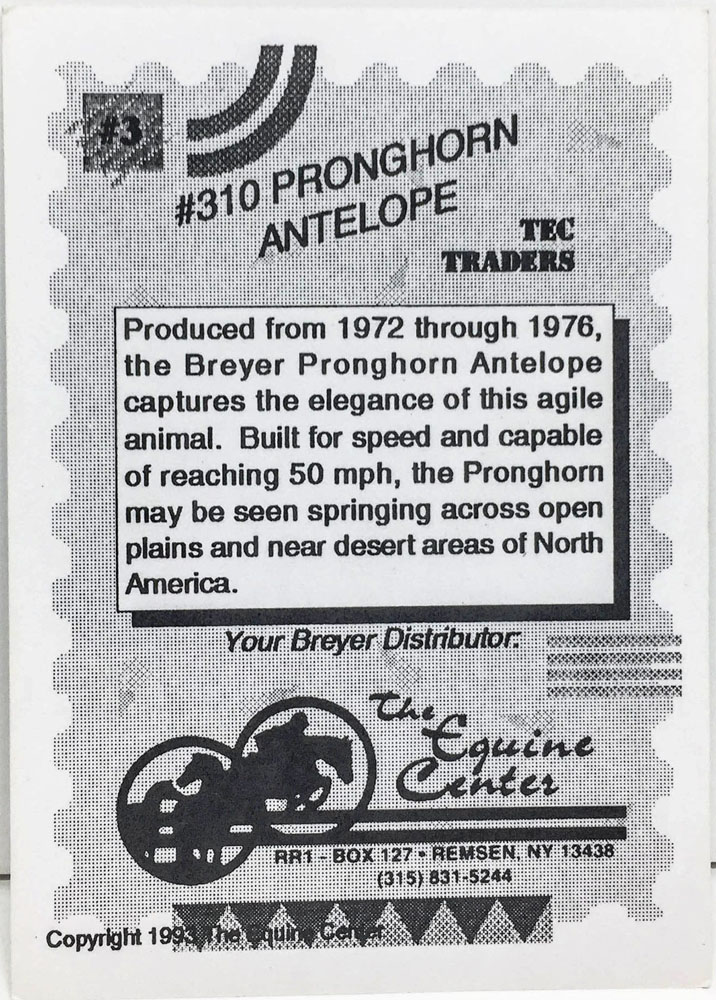 #3
#310 PRONGHORN
ANTELOPE
TEC
TRADERS
Produced from 1972 through 1976,
the Breyer Pronghorn Antelope
captures the elegance of this agile
animal. Built for speed and capable
of reaching 50 mph, the Pronghorn
may be seen springing across open
plains and near desert areas of North
America.
Your Breyer Distributor:
The
Equine
Center
RR1 - BOX 127 • REMSEN, NY 13438
(315) 831-5244
Copyright 1993 The Equine Center